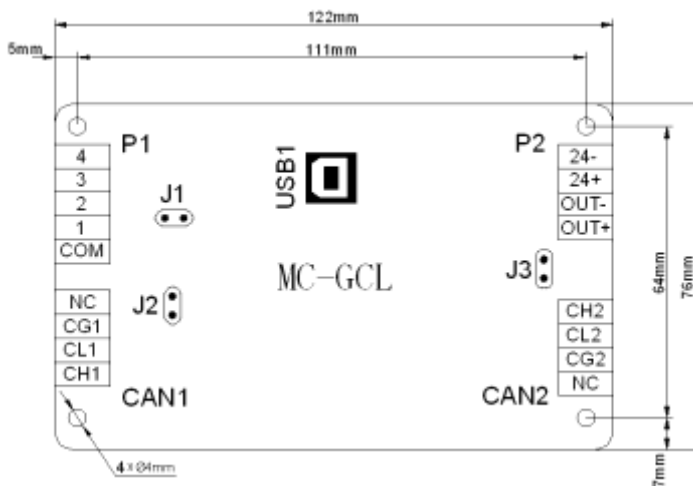 122mm
5mm
111mm
P1
P2
4
3
2
1
COM
J1
USB1
24-
24+
OUT-
OUT+
MC-GCL
J3
J2
NC
CG1
CL1
CH1
CH2
CL2
CG2
NC
CAN1
CAN2
64mm
76mm
7mm
4×Ø4mm